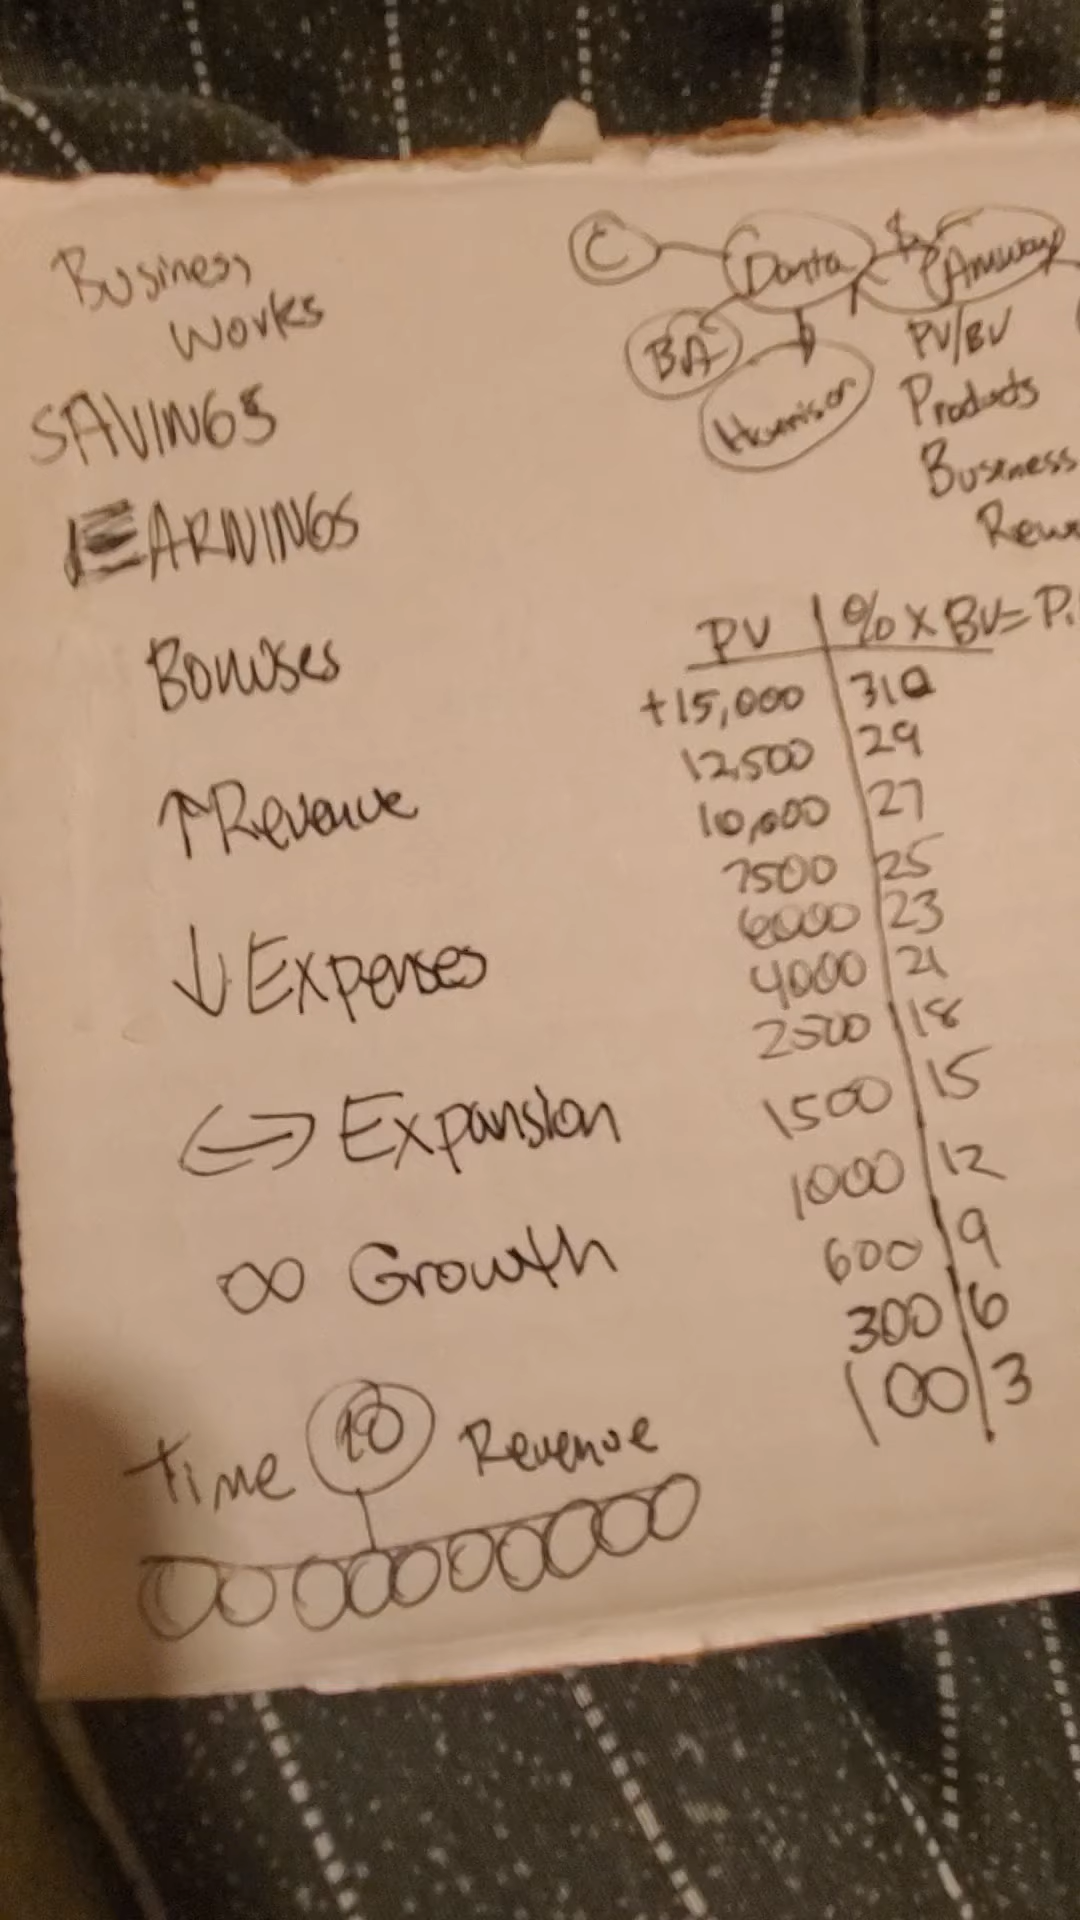 Business
Works
SAVINGS
EARNINGS
Bonuses
↑ Revenue
↓ Expenses
↔ Expansion
∞ Growth
Time 10 Revenue
C
Donta
$
Amway
BA
Harrison
PV/BV
Products
Business
PV | % x BV = P.
+15,000 | 31
12,500 | 29
10,000 | 27
7500 | 25
6000 | 23
4000 | 21
2500 | 18
1500 | 15
1000 | 12
600 | 9
300 | 6
100 | 3